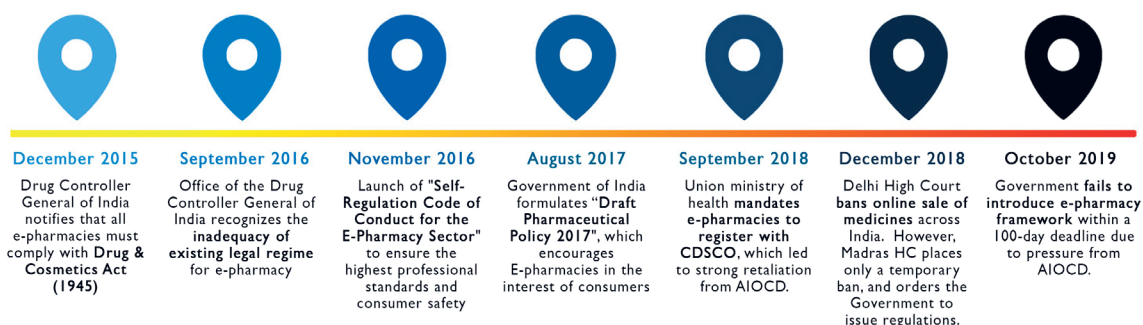 December 2015
Drug Controller
General of India
notifies that all
e-pharmacies must
comply with Drug &
Cosmetics Act
(1945)
September 2016
Office of the Drug
Controller General of
India recognizes the
inadequacy of
existing legal regime
for e-pharmacy
November 2016
Launch of "Self-
Regulation Code of
Conduct for the
E-Pharmacy Sector"
to ensure the
highest professional
standards and
consumer safety
August 2017
Government of India
formulates “Draft
Pharmaceutical
Policy 2017", which
encourages
E-pharmacies in the
interest of consumers
September 2018
Union ministry of
health mandates
e-pharmacies to
register with
CDSCO, which led
to strong retaliation
from AIOCD.
December 2018
Delhi High Court
bans online sale of
medicines across
India. However,
Madras HC places
only a temporary
ban, and orders the
Government to
issue regulations.
October 2019
Government fails to
introduce e-pharmacy
framework within a
100-day deadline due
to pressure from
AIOCD.